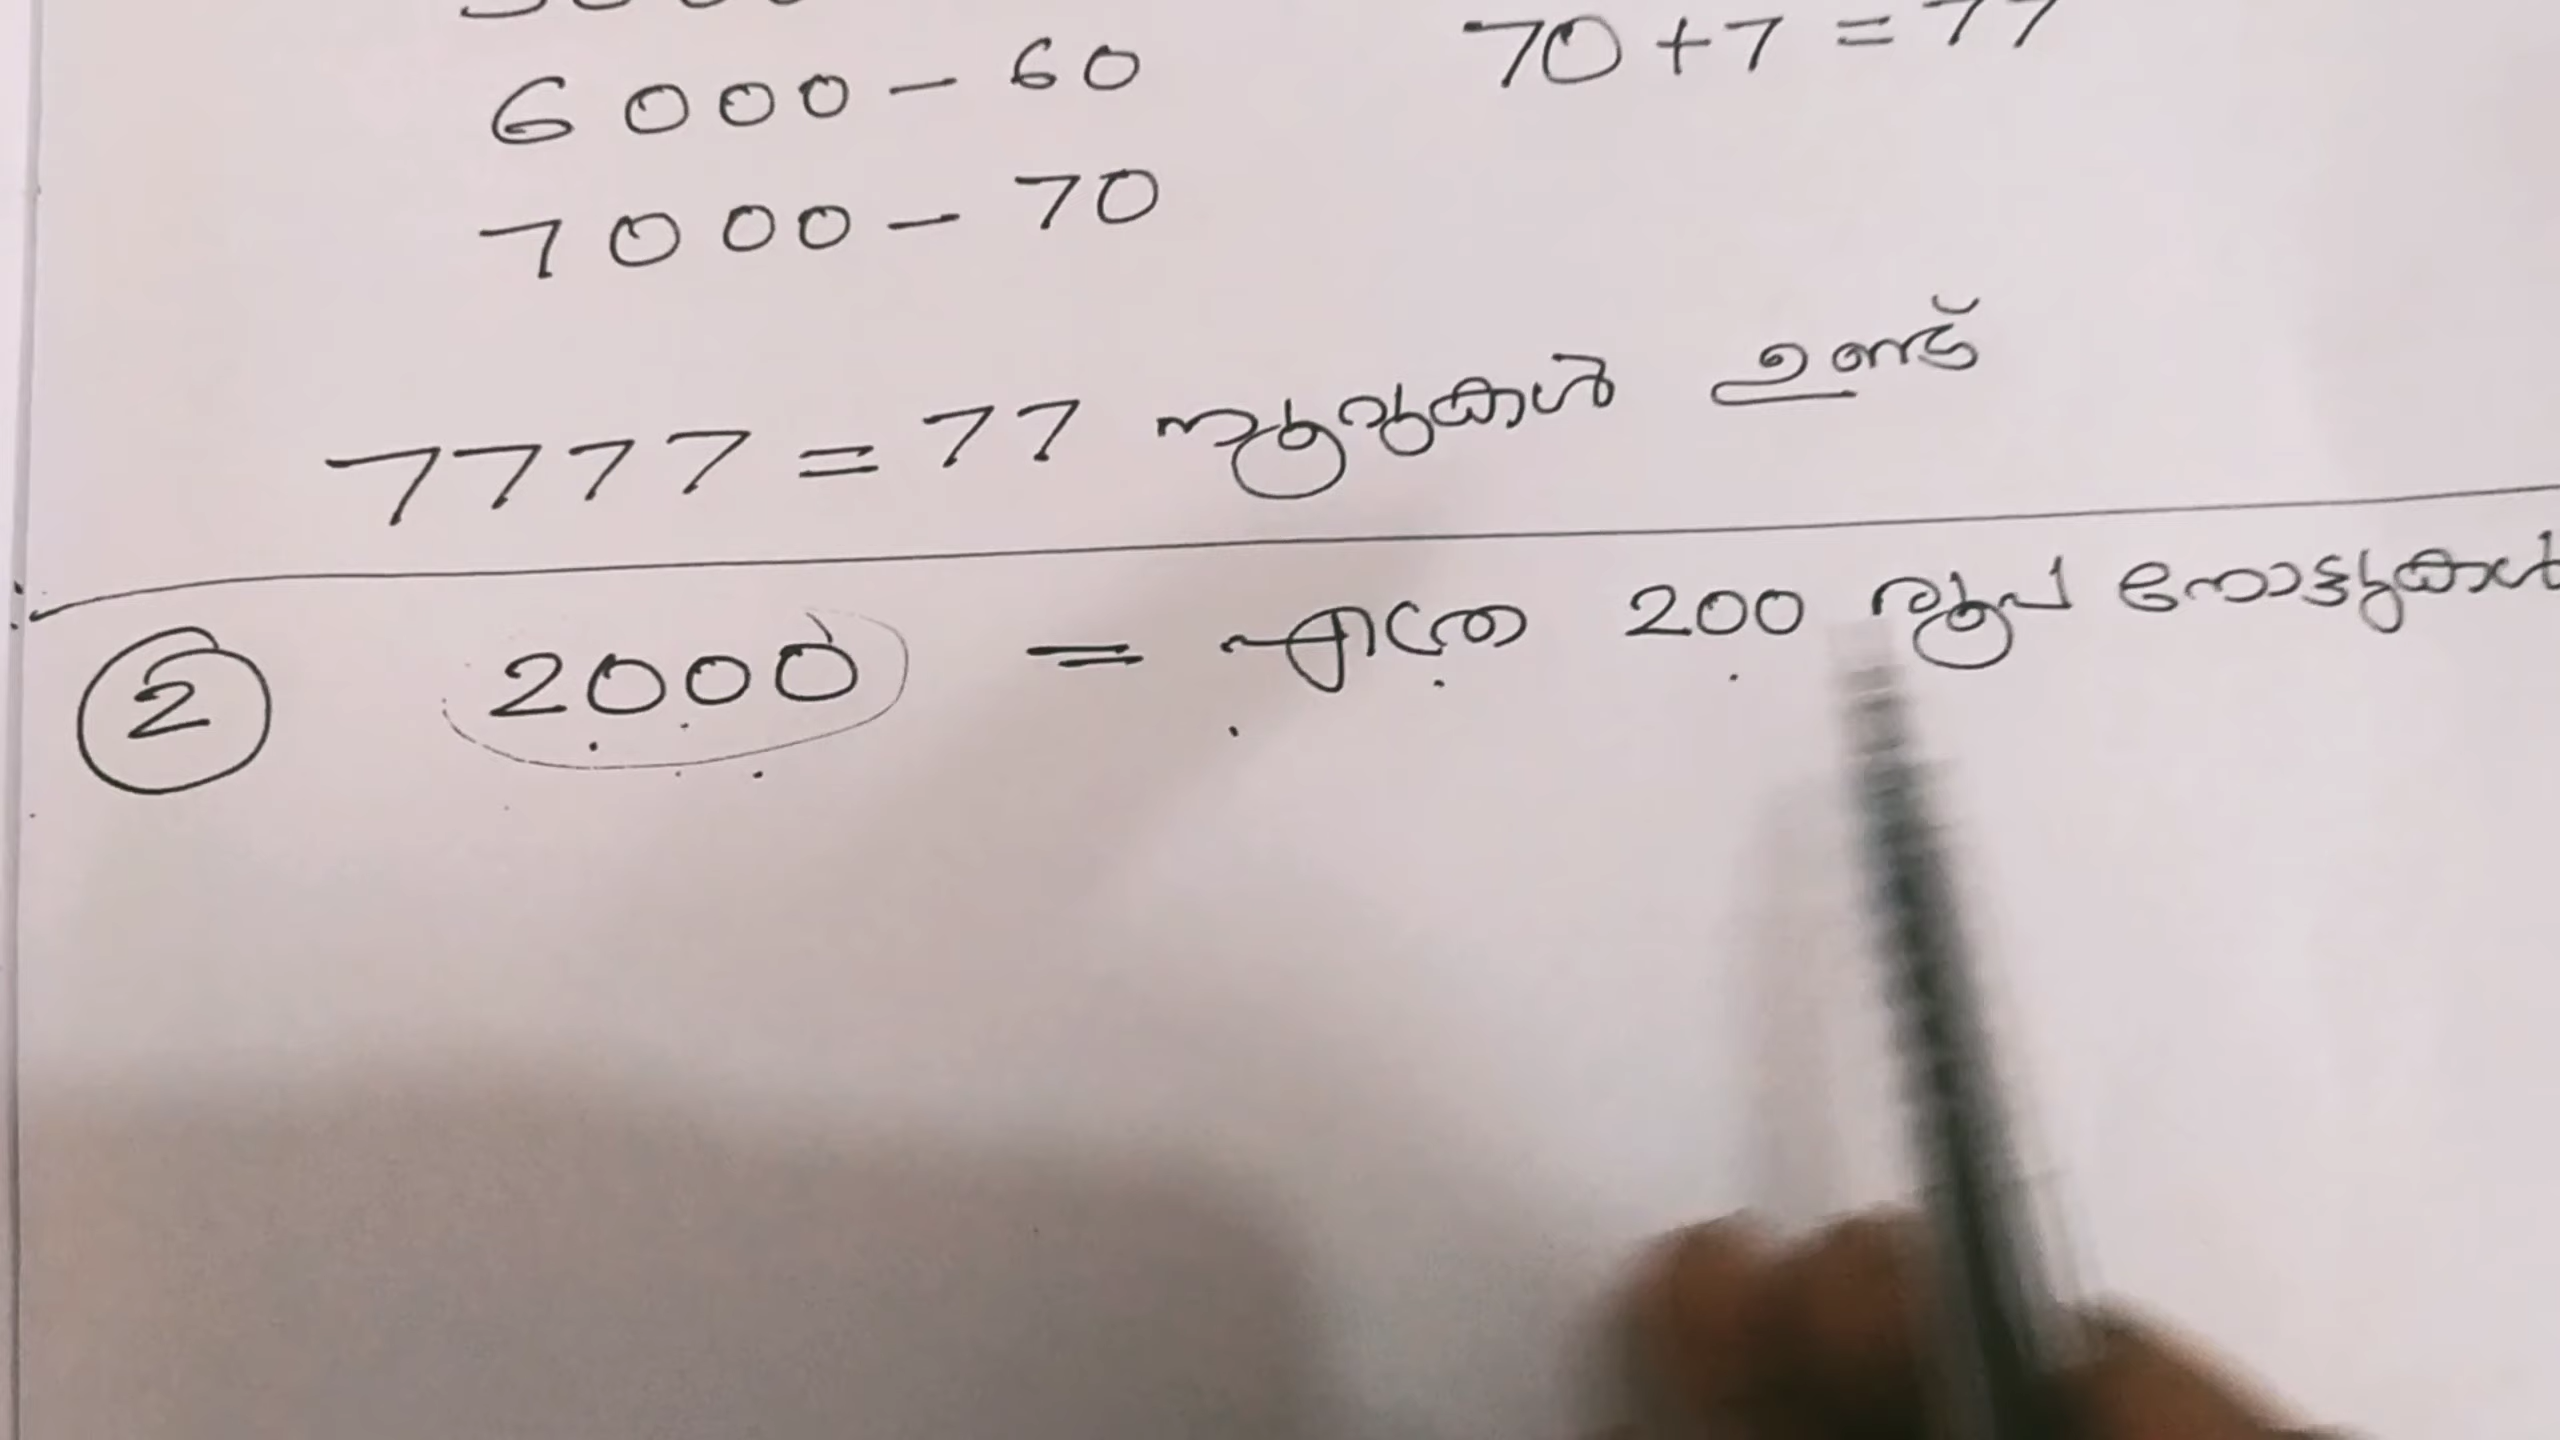 6000 - 60
70 + 7 = 77
7000 - 70
7777 = 77 നൂറുകൾ ഉണ്ട്
2 2000 = എത്ര 200 രൂപ നോട്ടുകൾ